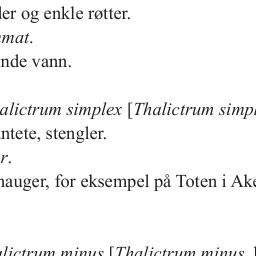 ler og enkle røtter.
mat.
nde vann.
alictrum simplex [Thalictrum simpl
ntete, stengler.
r.
hauger, for eksempel på Toten i Ake
alictrum minus [Thalictrum minus